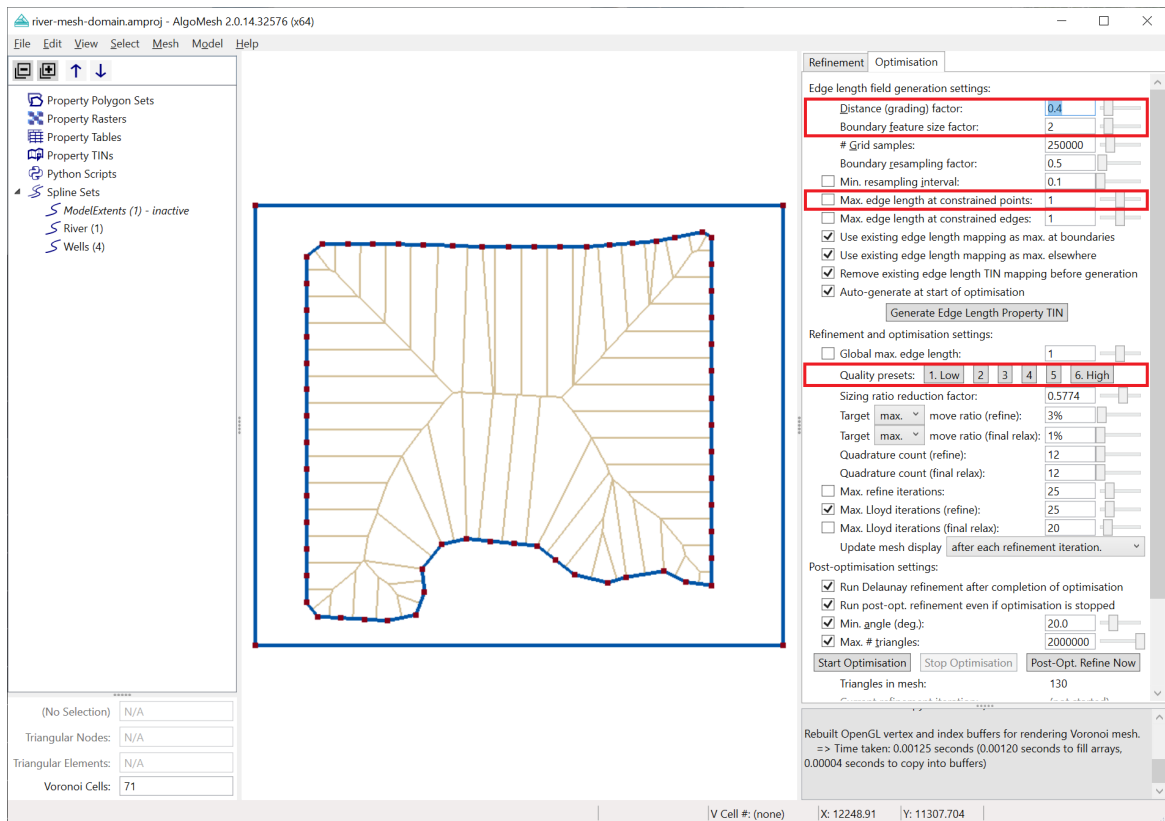 river-mesh-domain.amproj - AlgoMesh 2.0.14.32576 (x64)
File Edit View Select Mesh Model Help
Property Polygon Sets
Property Rasters
Property Tables
Property TINs
Python Scripts
Spline Sets
ModelExtents (1) - inactive
River (1)
Wells (4)
(No Selection) N/A
Triangular Nodes: N/A
Triangular Elements: N/A
Voronoi Cells: 71
Refinement Optimisation
Edge length field generation settings:
Distance (grading) factor: 0.4
Boundary feature size factor: 2
# Grid samples: 250000
Boundary resampling factor: 0.5
Min. resampling interval: 0.1
Max. edge length at constrained points: 1
Max. edge length at constrained edges: 1
Use existing edge length mapping as max. at boundaries
Use existing edge length mapping as max. elsewhere
Remove existing edge length TIN mapping before generation
Auto-generate at start of optimisation
Generate Edge Length Property TIN
Refinement and optimisation settings:
Global max. edge length: 1
Quality presets: 1. Low 2 3 4 5 6. High
Sizing ratio reduction factor: 0.5774
Target max. move ratio (refine): 3%
Target max. move ratio (final relax): 1%
Quadrature count (refine): 12
Quadrature count (final relax): 12
Max. refine iterations: 25
Max. Lloyd iterations (refine): 25
Max. Lloyd iterations (final relax): 20
Update mesh display after each refinement iteration.
Post-optimisation settings:
Run Delaunay refinement after completion of optimisation
Run post-opt. refinement even if optimisation is stopped
Min. angle (deg.): 20.0
Max. # triangles: 2000000
Start Optimisation Stop Optimisation Post-Opt. Refine Now
Triangles in mesh: 130
Rebuilt OpenGL vertex and index buffers for rendering Voronoi mesh.
=> Time taken: 0.00125 seconds (0.00120 seconds to fill arrays,
0.00004 seconds to copy into buffers)
V Cell #: (none) X: 12248.91 Y: 11307.704